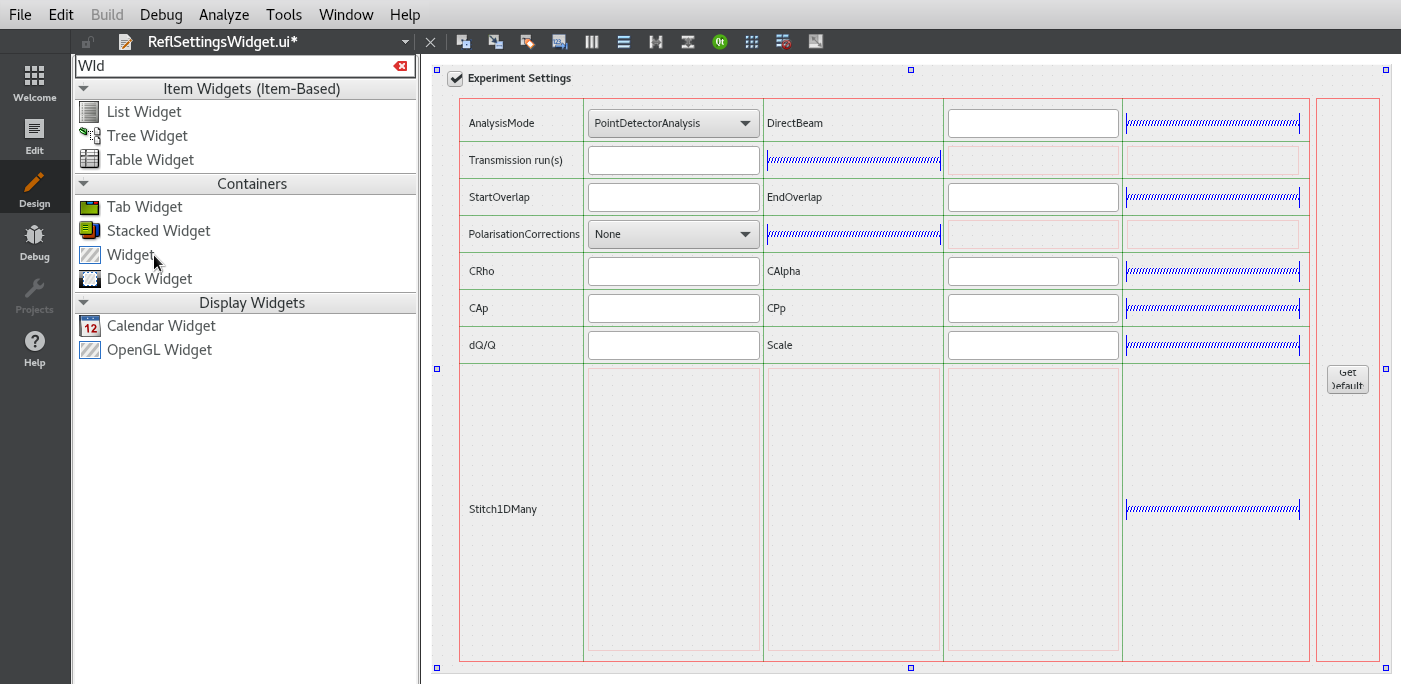 File Edit Build Debug Analyze Tools Window Help
ReflSettingsWidget.ui*
WId
Item Widgets (Item-Based)
List Widget
Tree Widget
Table Widget
Containers
Tab Widget
Stacked Widget
Widget
Dock Widget
Display Widgets
12
Calendar Widget
OpenGL Widget
Welcome
Edit
Design
Debug
Projects
Help
Qt
Experiment Settings
AnalysisMode PointDetectorAnalysis DirectBeam
Transmission run(s)
StartOverlap EndOverlap
PolarisationCorrections None
CRho CAlpha
CAp CPp
dQ/Q Scale
Stitch1DMany
Get
Default